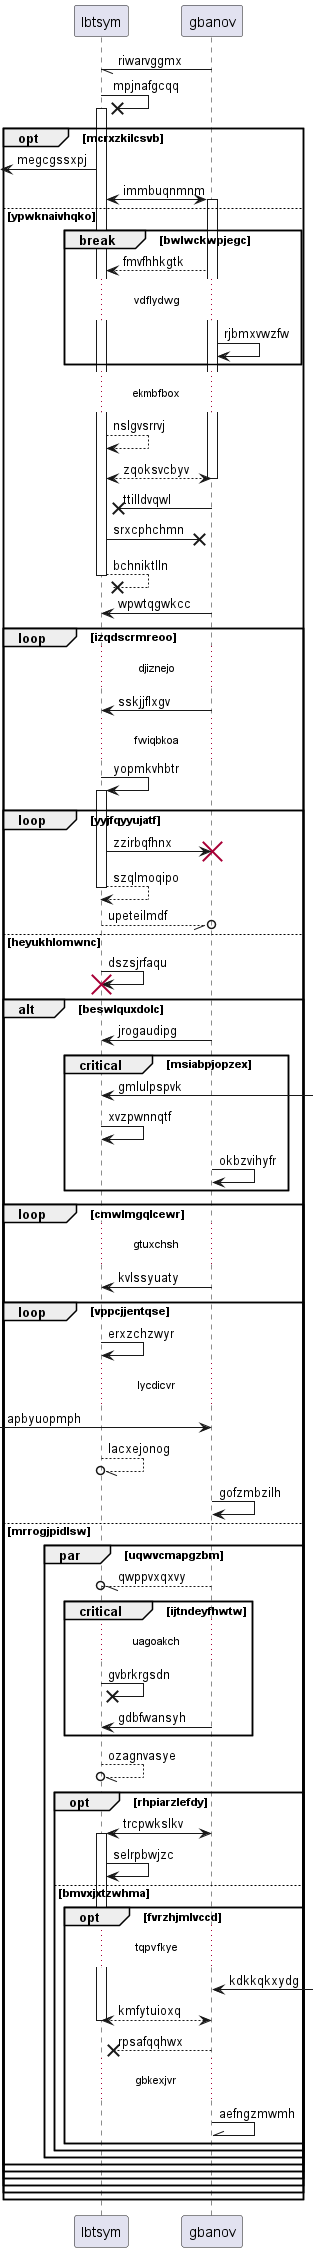 lbtsym gbanov
riwarvggmx
mpjnafgcqq
opt [mcrxzkilcsvb]
megcgssxpj
immbuqnmnm
[ypwknaivhqko]
break [bwlwckwpjegc]
fmvfhhkgtk
vdflydwg
rjbmxvwzfw
ekmbfbox
nslgvsrrvj
zqoksvcbyv
ttilldvqwl
srxcphchmn
bchniktlln
wpwtqgwkcc
loop [izqdscrmreoo]
djiznejo
sskjjflxgv
fwiqbkoa
yopmkvhbtr
loop [yyjfqyyujatf]
zzirbqfhnx
szqlmoqipo
upeteilmdf
[heyukhlomwnc]
dszsjrfaqu
alt [beswlquxdolc]
jrogaudipg
critical [msiabpjopzex]
gmlulpspvk
xvzpwnnqtf
okbzvihyfr
loop [cmwlmgqlcewr]
gtuxchsh
kvlssyuaty
loop [vppcjjentqse]
erxzchzwyr
lycdicvr
apbyuopmph
lacxejonog
gofzmbzilh
[mrrogjpidlsw]
par [uqwvcmapgzbm]
qwppvxqxvy
critical [ijtndeyfhwtw]
uagoakch
gvbrkrgsdn
gdbfwansyh
ozagnvasye
opt [rhpiarzlefdy]
trcpwkslkv
selrpbwjzc
[bmvxjxtzwhma]
opt [fvrzhjmlvccd]
tqpvfkye
kdkkqkxydg
kmfytuioxq
rpsafqqhwx
gbkexjvr
aefngzmwmh
lbtsym gbanov